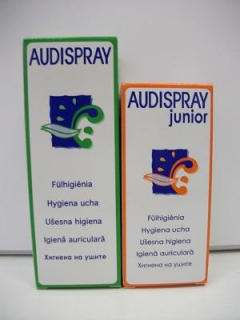 AUDISPRAY
Fülhigiénia
Hygiena ucha
Ušesna higiena
Igienă auriculară
Хигиена на ушите
AUDISPRAY
junior
Fülhigiénia
Hygiena ucha
Ušesna higiena
Igienă auriculară
Хигиена на ушите